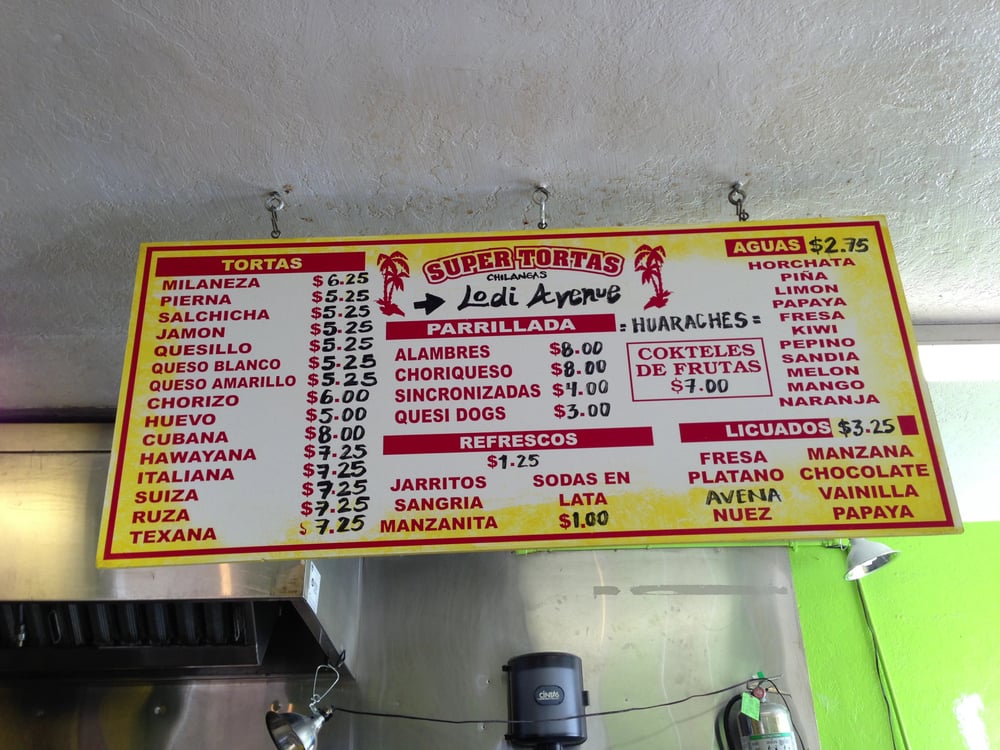 TORTAS
MILANEZA $6.25
PIERNA $5.25
SALCHICHA $5.25
JAMON $5.25
QUESILLO $5.25
QUESO BLANCO $5.25
QUESO AMARILLO $5.25
CHORIZO $6.00
HUEVO $5.00
CUBANA $8.00
HAWAYANA $7.25
ITALIANA $7.25
SUIZA $7.25
RUZA $7.25
TEXANA $7.25
SUPER TORTAS
CHILANGAS
Lodi Avenue
PARRILLADA
ALAMBRES $8.00
CHORIQUESO $8.00
SINCRONIZADAS $4.00
QUESI DOGS $3.00
= HUARACHES =
COKTELES
DE FRUTAS
$7.00
REFRESCOS
$1.25
JARRITOS
SANGRIA
MANZANITA
SODAS EN
LATA
$1.00
AGUAS $2.75
HORCHATA
PIÑA
LIMON
PAPAYA
FRESA
KIWI
PEPINO
SANDIA
MELON
MANGO
NARANJA
LICUADOS $3.25
FRESA
PLATANO
AVENA
NUEZ
MANZANA
CHOCOLATE
VAINILLA
PAPAYA
CINTAS